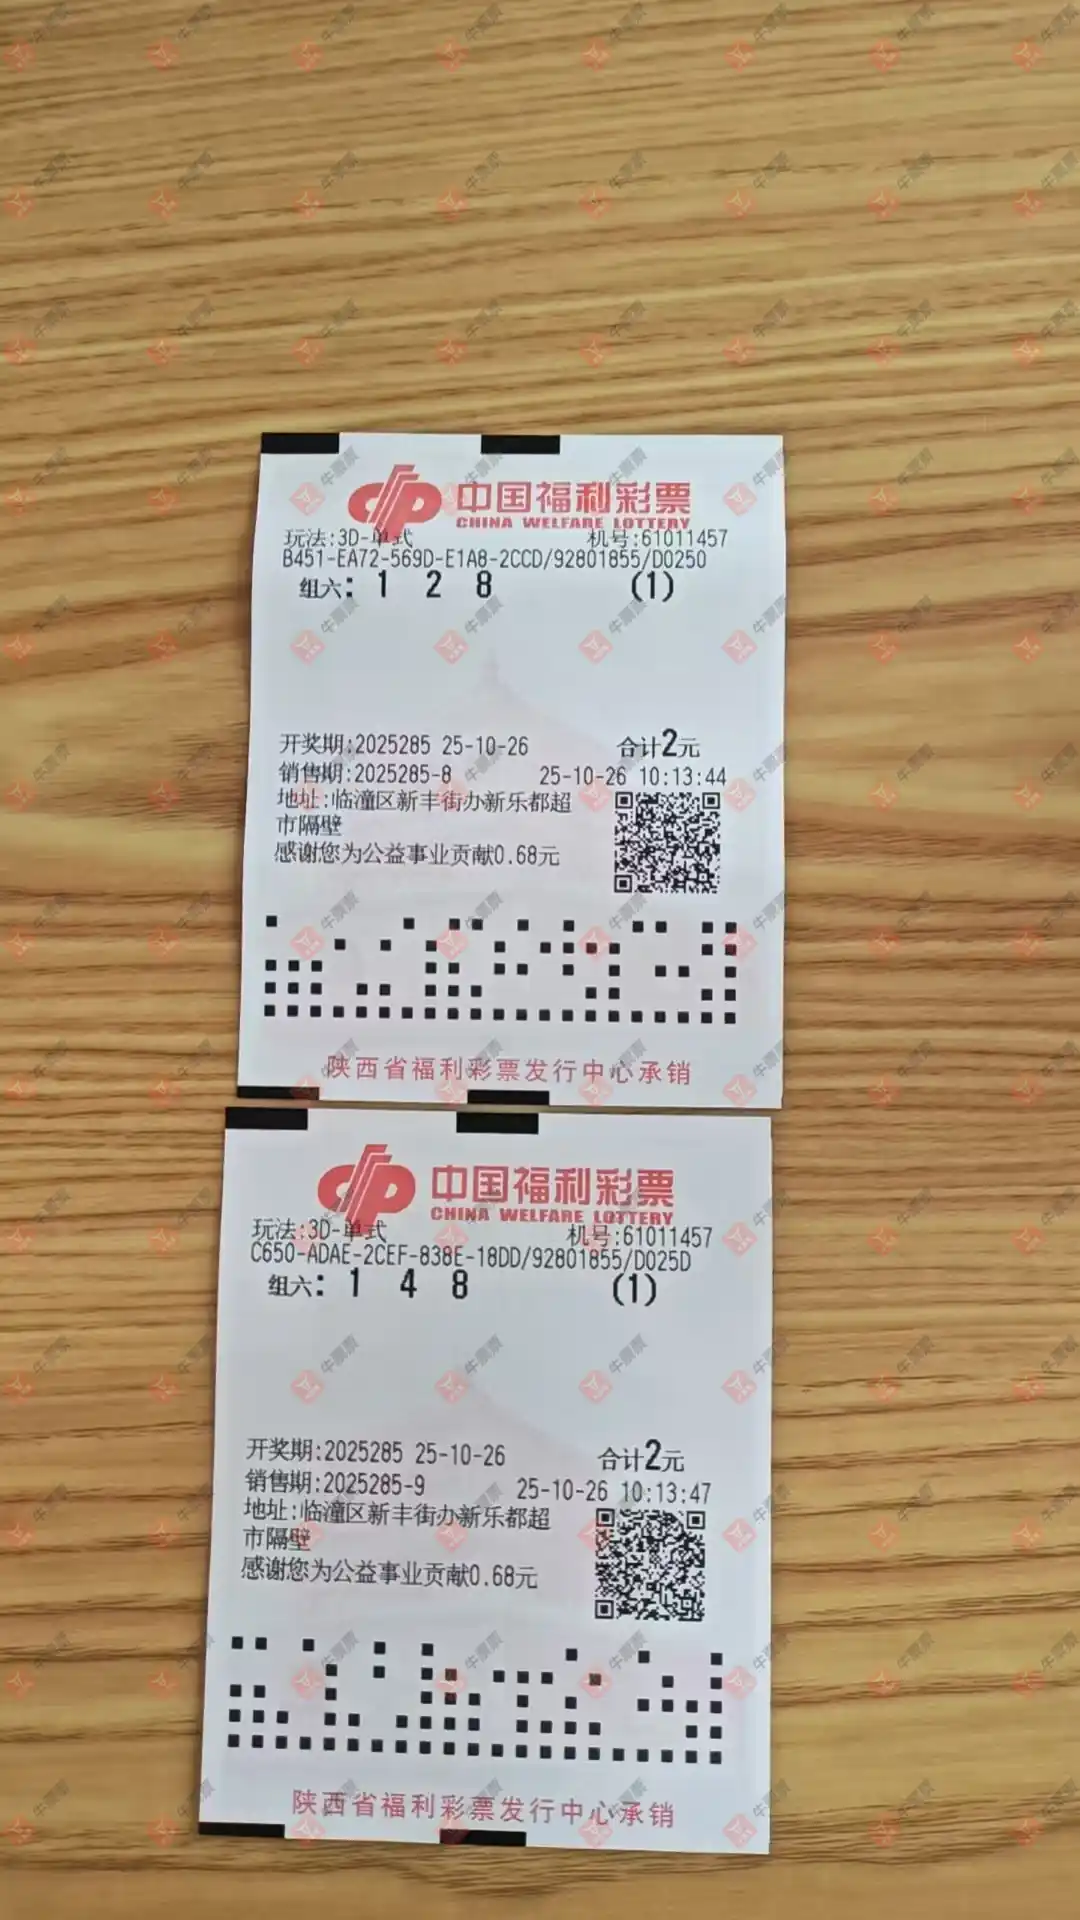 中国福利彩票
CHINA WELFARE LOTTERY
玩法:3D-单式 机号:61011457
B451-EA72-569D-E1A8-2CCD/92801855/D0250
组六: 1 2 8 (1)
开奖期:2025285 25-10-26 合计2元
销售期:2025285-8 25-10-26 10:13:44
地址:临潼区新丰街办新乐都超
市隔壁
感谢您为公益事业贡献0.68元
陕西省福利彩票发行中心承销
中国福利彩票
CHINA WELFARE LOTTERY
玩法:3D-单式 机号:61011457
C650-ADAE-2CEF-838E-18DD/92801855/D025D
组六: 1 4 8 (1)
开奖期:2025285 25-10-26 合计2元
销售期:2025285-9 25-10-26 10:13:47
地址:临潼区新丰街办新乐都超
市隔壁
感谢您为公益事业贡献0.68元
陕西省福利彩票发行中心承销
牛票票